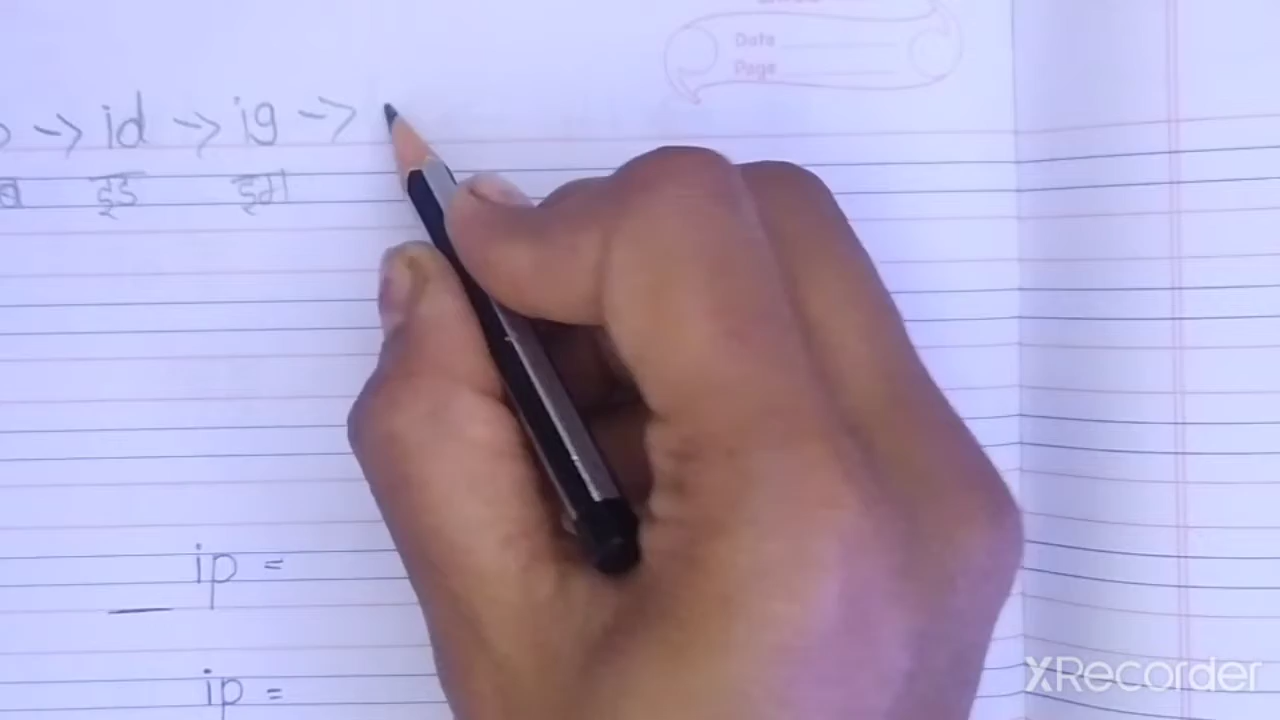 Date
Page
-> id -> ig ->
ब इड इग
ip =
ip =
XRecorder